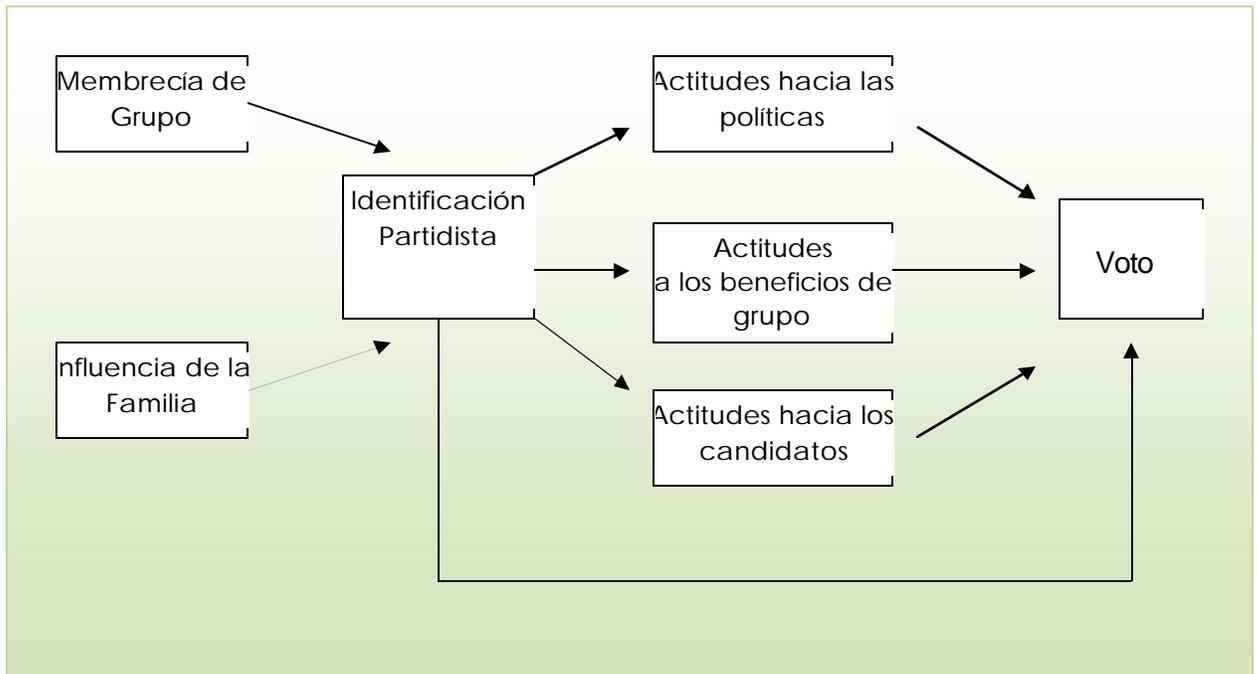 Membrecía de
Grupo
nfluencia de la
Familia
Identificación
Partidista
Actitudes hacia las
políticas
Actitudes
a los beneficios de
grupo
Actitudes hacia los
candidatos
Voto